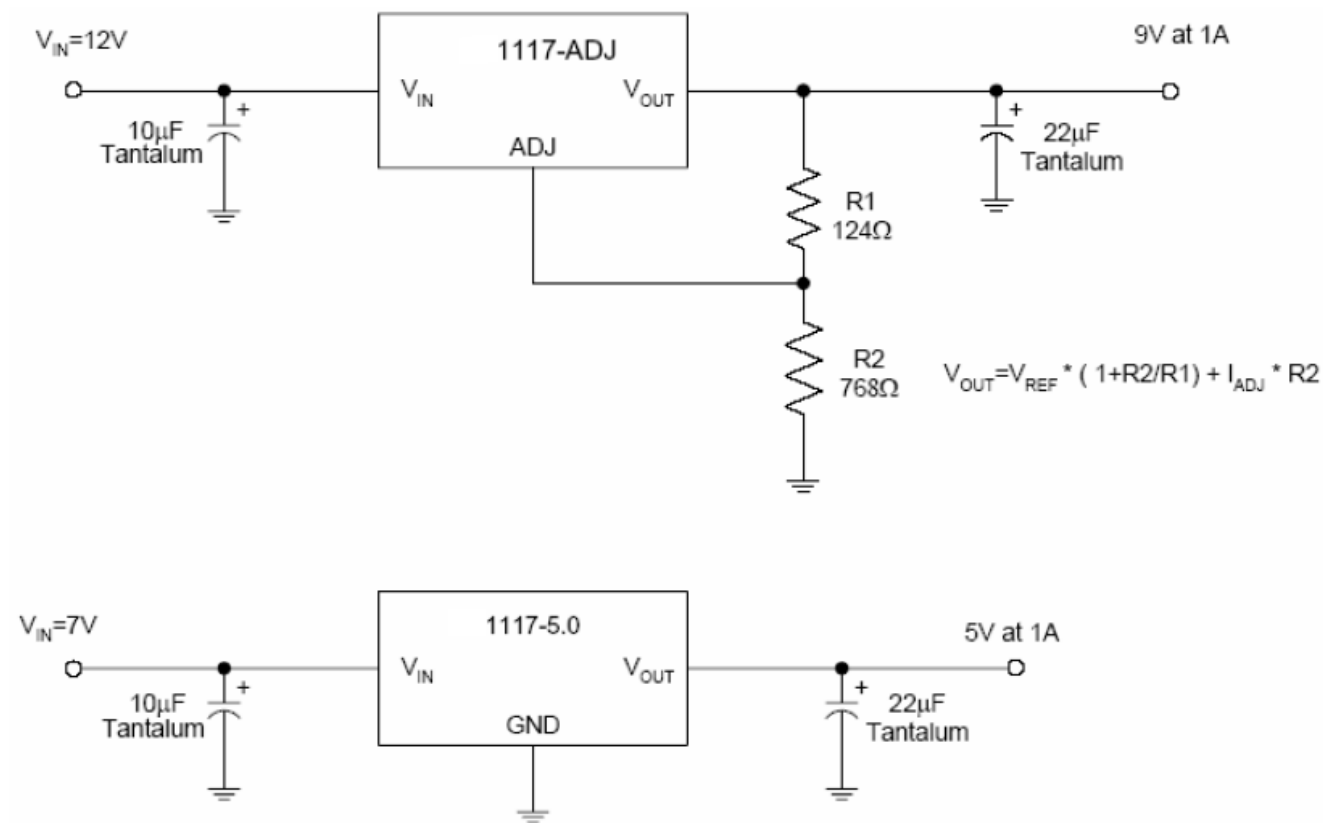 V_IN=12V
1117-ADJ
9V at 1A
V_IN
V_OUT
+
10μF
Tantalum
ADJ
+
22μF
Tantalum
R1
124Ω
R2
768Ω
V_OUT=V_REF * ( 1+R2/R1) + I_ADJ * R2
V_IN=7V
1117-5.0
5V at 1A
V_IN
V_OUT
+
10μF
Tantalum
GND
+
22μF
Tantalum